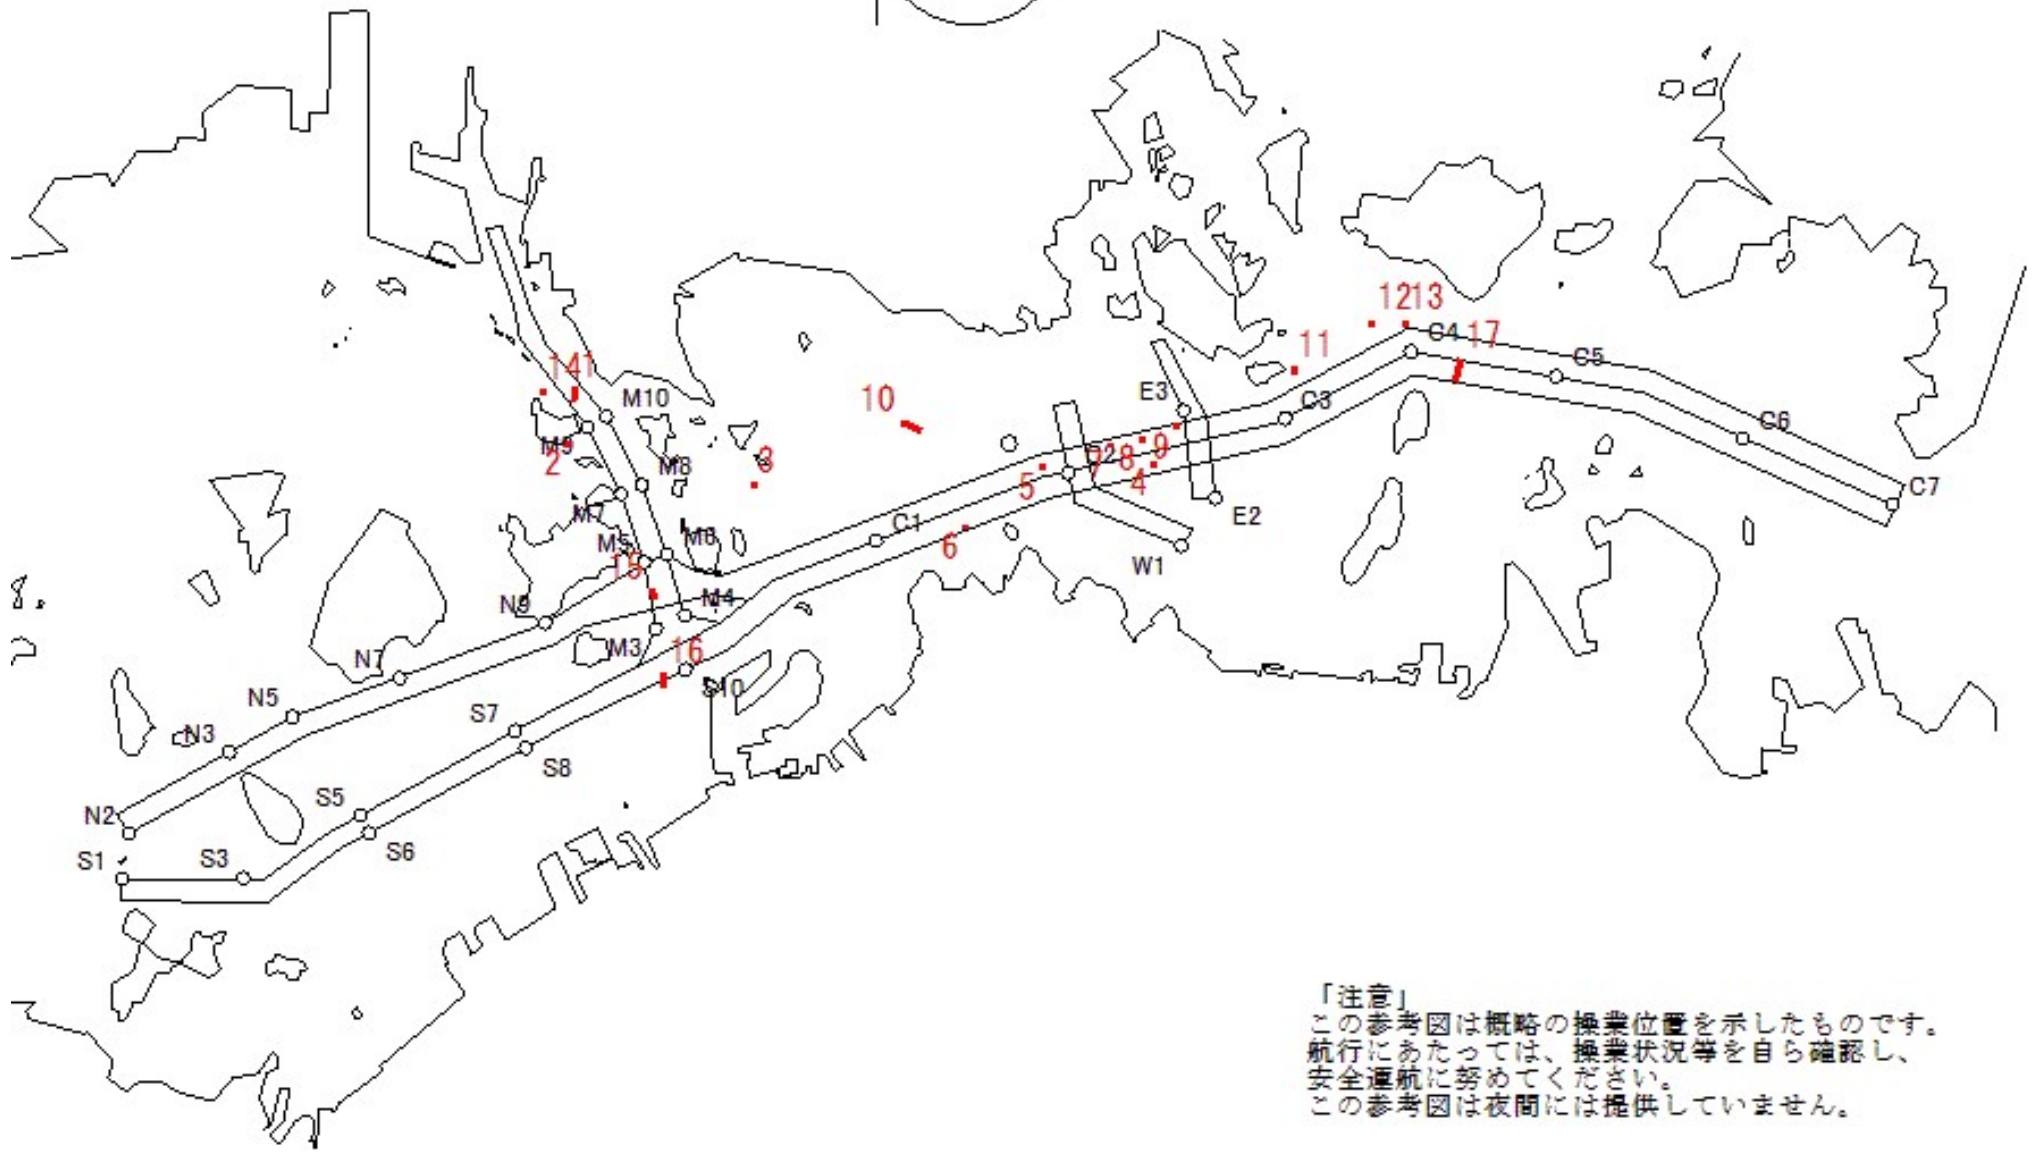 1213
C4
17
C5
11
141
M10
E3
10
C3
C6
M9
2
M8
3
C2
7
8
9
5
4
C7
M7
C1
E2
M5
M6
6
15
W1
N9
M4
M3
16
N7
S10
N5
S7
N3
S8
S5
N2
S6
S1
S3
「注意」
この参考図は概略の操業位置を示したものです。
航行にあたっては、操業状況等を自ら確認し、
安全運航に努めてください。
この参考図は夜間には提供していません。